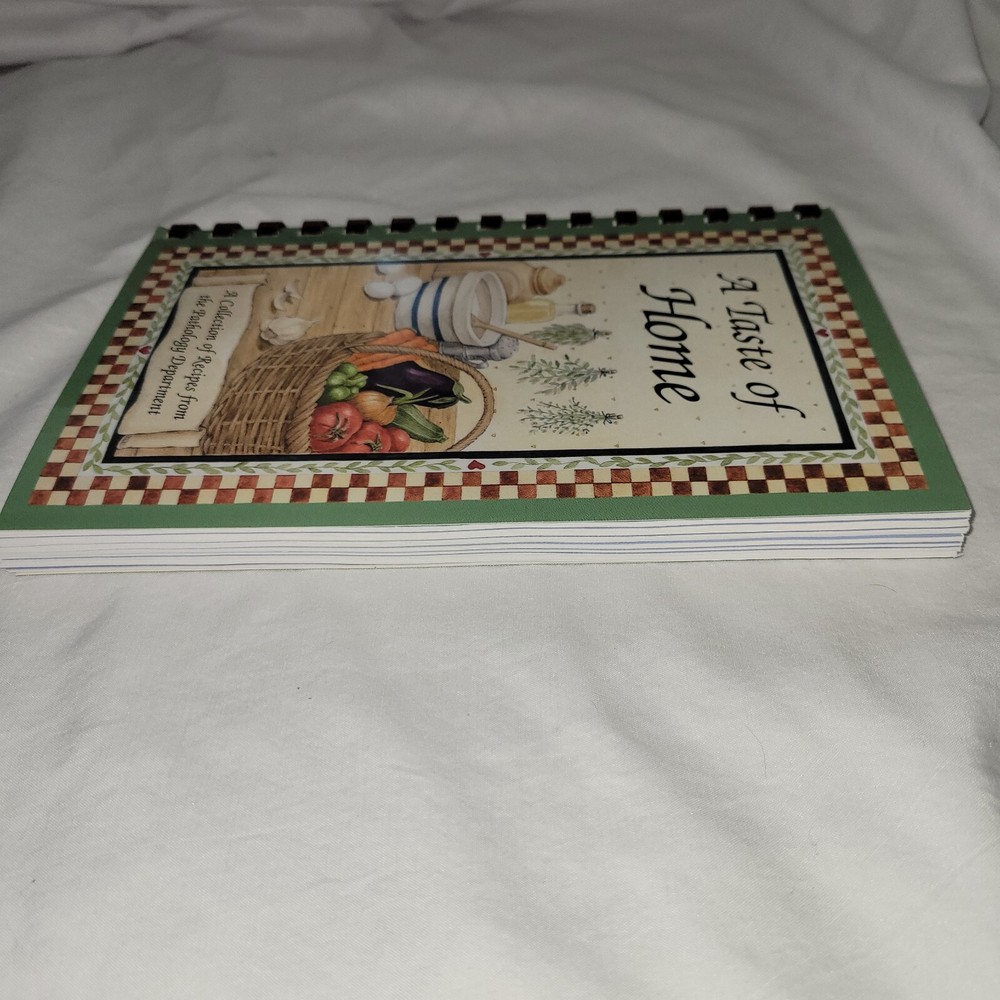 A Taste of
Home
A Collection of Recipes from
the Pathology Department